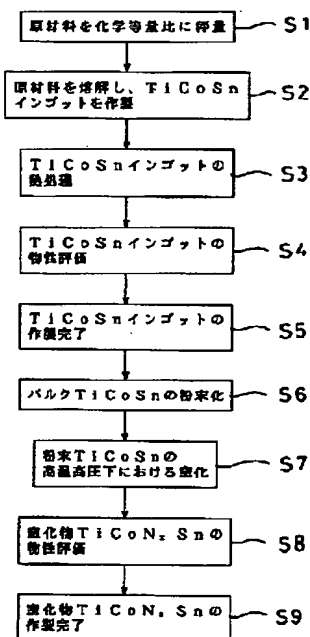 原材料を化学等量比に秤量
S1
原材料を熔解し、TiCoSn
インゴットを作製
S2
TiCoSnインゴットの
熱処理
S3
TiCoSnインゴットの
物性評価
S4
TiCoSnインゴットの
作製完了
S5
バルクTiCoSnの粉末化
S6
粉末TiCoSnの
高温高圧下における窒化
S7
窒化物TiCoNxSnの
物性評価
S8
窒化物TiCoNxSnの
作製完了
S9